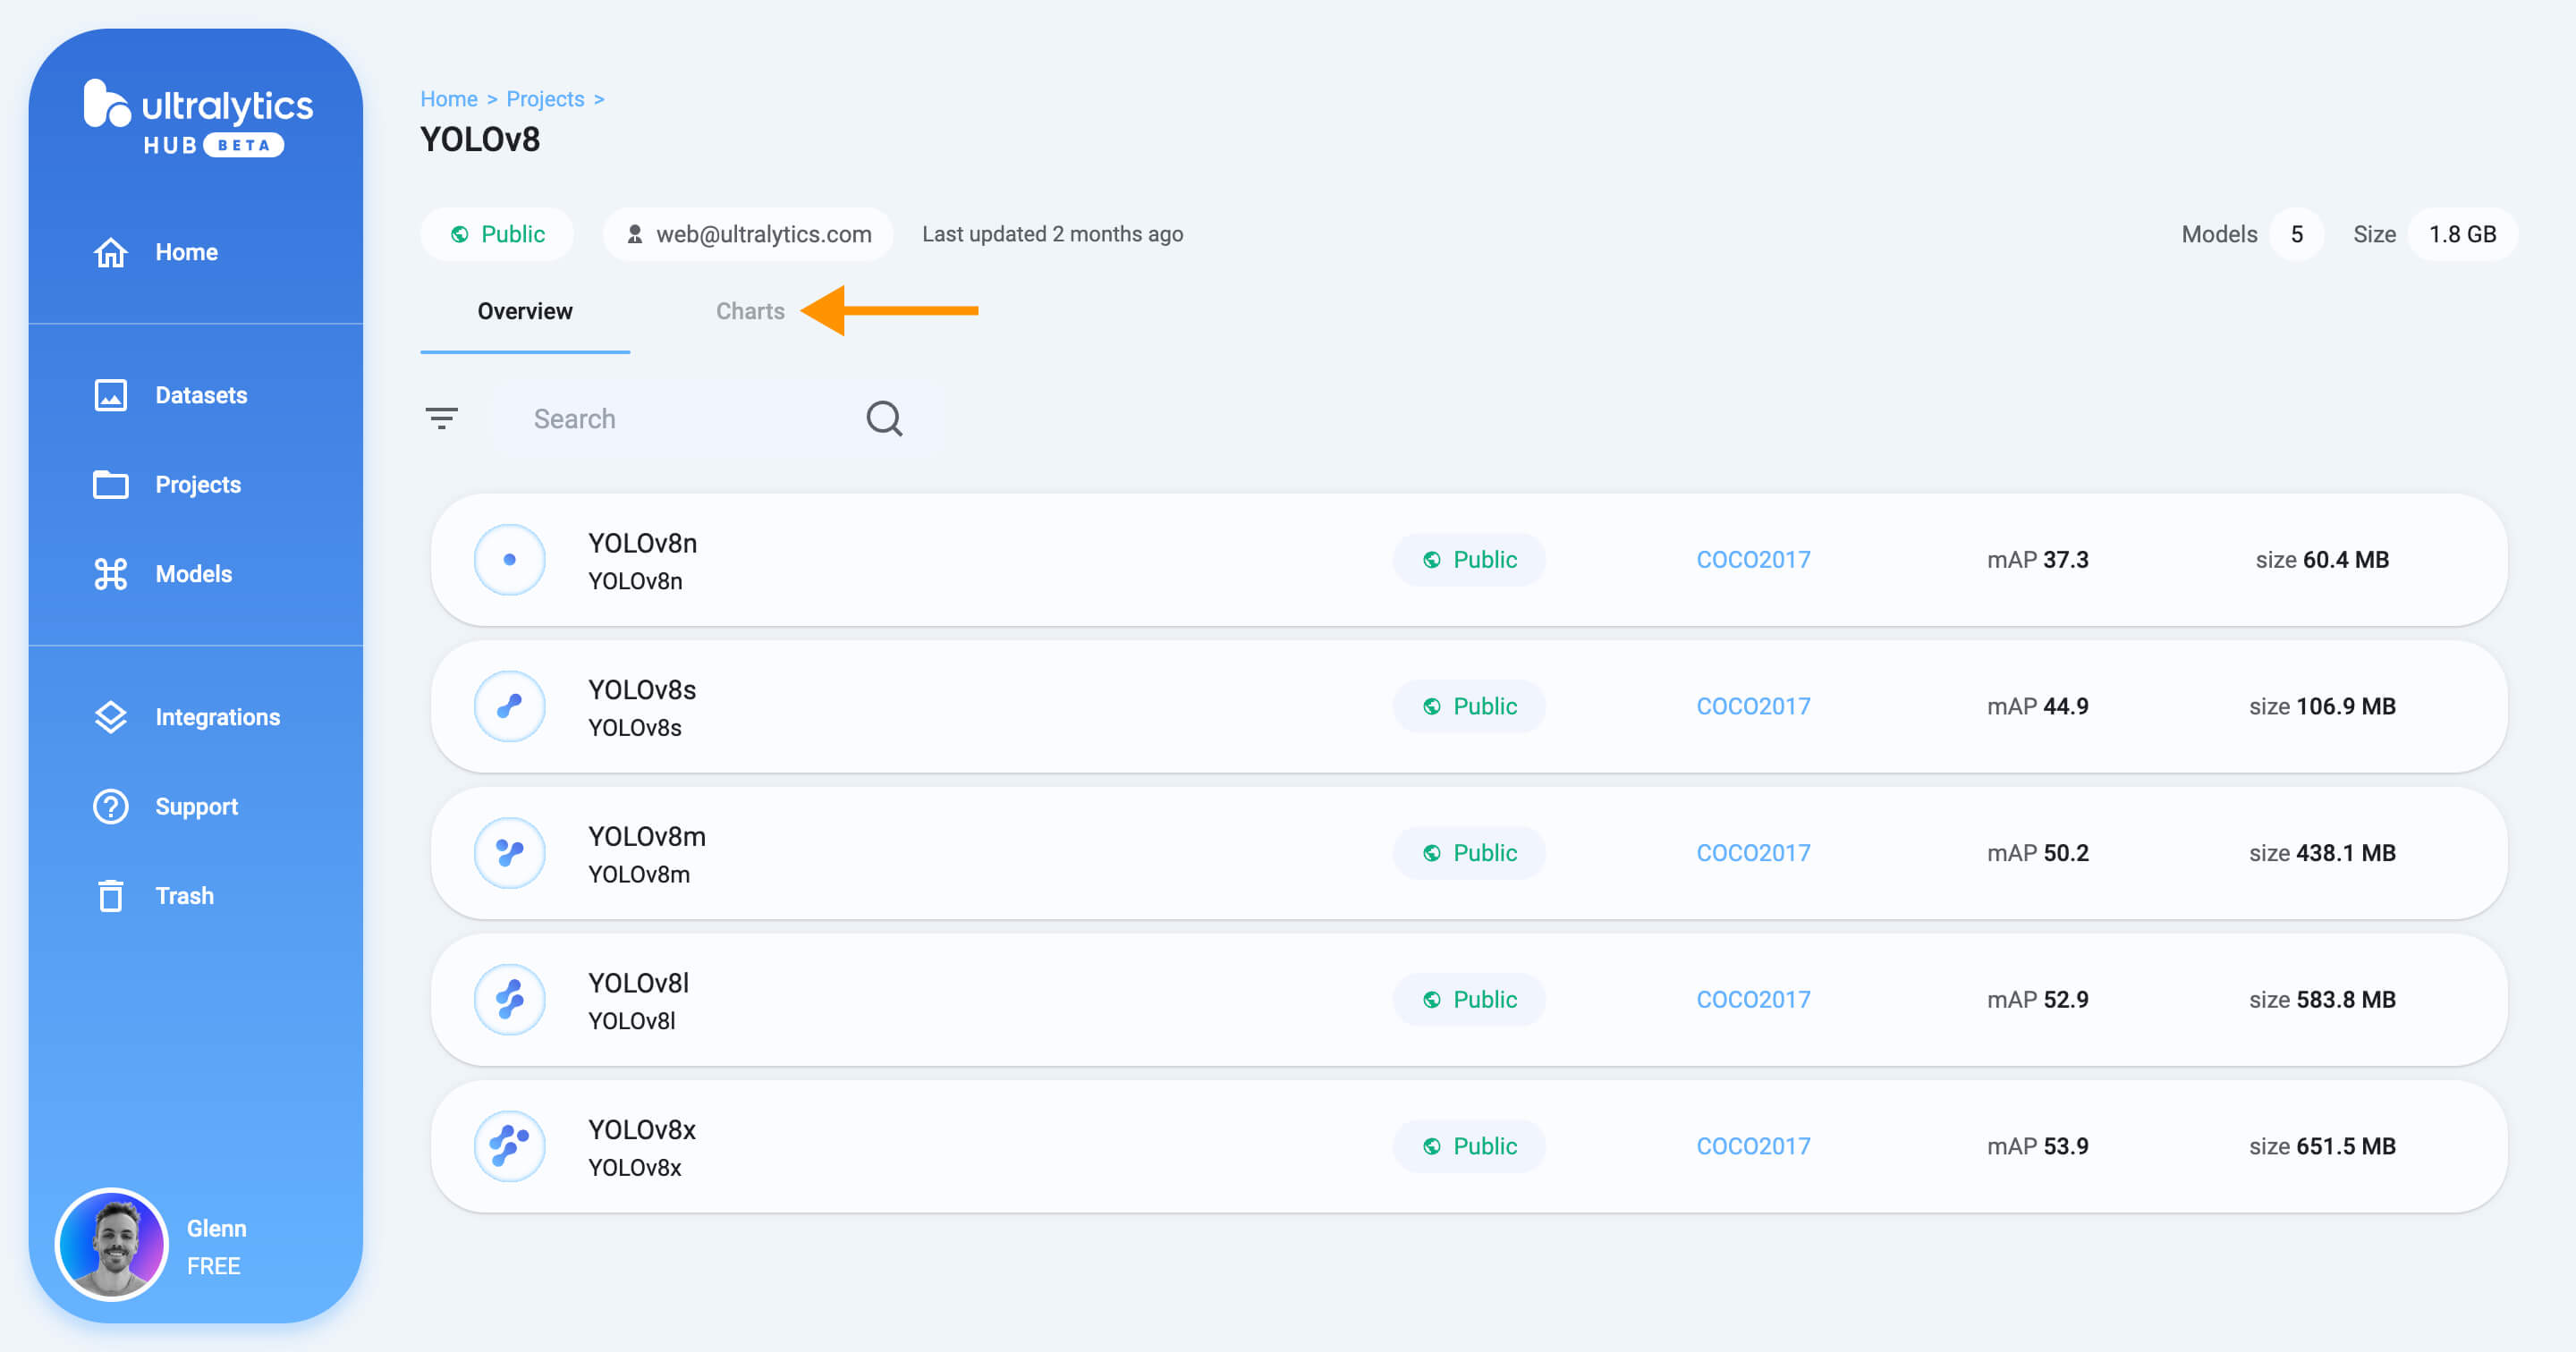 ultralytics
HUB BETA
Home
Datasets
Projects
Models
Integrations
Support
Trash
Glenn
FREE
Home > Projects >
YOLOv8
Public web@ultralytics.com Last updated 2 months ago Models 5 Size 1.8 GB
Overview Charts
Search
YOLOv8n
YOLOv8n
Public COCO2017 mAP 37.3 size 60.4 MB
YOLOv8s
YOLOv8s
Public COCO2017 mAP 44.9 size 106.9 MB
YOLOv8m
YOLOv8m
Public COCO2017 mAP 50.2 size 438.1 MB
YOLOv8l
YOLOv8l
Public COCO2017 mAP 52.9 size 583.8 MB
YOLOv8x
YOLOv8x
Public COCO2017 mAP 53.9 size 651.5 MB